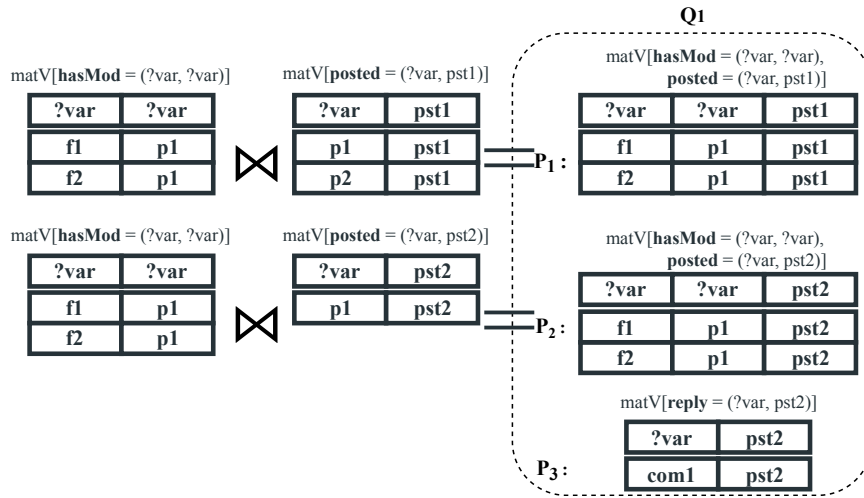 Q1
matV[hasMod = (?var, ?var)]
?var ?var
f1 p1
f2 p1
matV[posted = (?var, pst1)]
?var pst1
p1 pst1
p2 pst1
P1 :
matV[hasMod = (?var, ?var),
posted = (?var, pst1)]
?var ?var pst1
f1 p1 pst1
f2 p1 pst1
matV[hasMod = (?var, ?var)]
?var ?var
f1 p1
f2 p1
matV[posted = (?var, pst2)]
?var pst2
p1 pst2
P2 :
matV[hasMod = (?var, ?var),
posted = (?var, pst2)]
?var ?var pst2
f1 p1 pst2
f2 p1 pst2
P3 :
matV[reply = (?var, pst2)]
?var pst2
com1 pst2